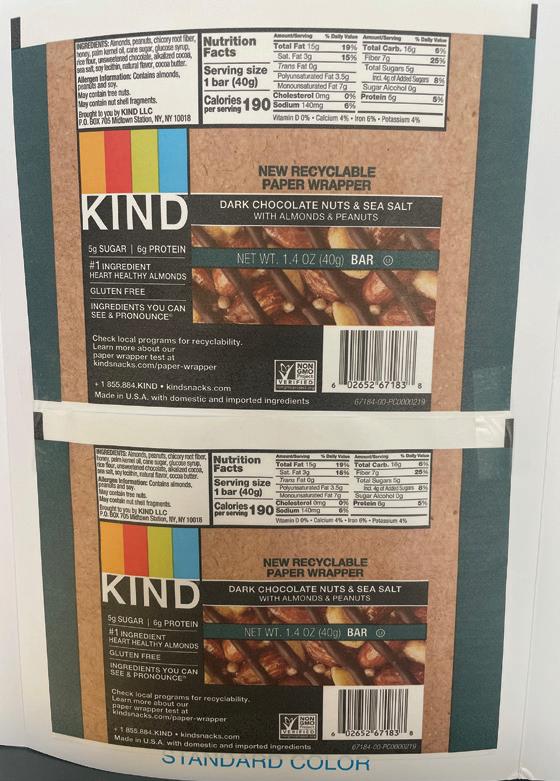 INGREDIENTS: Almonds, peanuts, chicory root fiber,
honey, palm kernel oil, cane sugar, glucose syrup,
rice flour, unsweetened chocolate, alkalized cocoa,
sea salt, soy lecithin, natural flavor, cocoa butter.
Allergen Information: Contains almonds,
peanuts and soy.
May contain tree nuts.
May contain nut shell fragments.
Brought to you by KIND LLC
P.O. BOX 705 Midtown Station, NY, NY 10018
Nutrition
Facts
Serving size
1 bar (40g)
Calories
per serving 190
Amount/Serving % Daily Value
Total Fat 15g 19%
Sat. Fat 3g 15%
Trans Fat 0g
Polyunsaturated Fat 3.5g
Monounsaturated Fat 7g
Cholesterol 0mg 0%
Sodium 140mg 6%
Amount/Serving % Daily Value
Total Carb. 16g 6%
Fiber 7g 25%
Total Sugars 5g
Incl. 4g of Added Sugars 8%
Sugar Alcohol 0g
Protein 6g 5%
Vitamin D 0% • Calcium 4% • Iron 6% • Potassium 4%
NEW RECYCLABLE
PAPER WRAPPER
KIND
DARK CHOCOLATE NUTS & SEA SALT
WITH ALMONDS & PEANUTS
5g SUGAR | 6g PROTEIN
#1 INGREDIENT
HEART HEALTHY ALMONDS
GLUTEN FREE
INGREDIENTS YOU CAN
SEE & PRONOUNCE®
NET WT. 1.4 OZ (40g) BAR
Check local programs for recyclability.
Learn more about our
paper wrapper test at
kindsnacks.com/paper-wrapper
+ 1 855.884.KIND • kindsnacks.com
Made in U.S.A. with domestic and imported ingredients
NON
GMO
Project
VERIFIED
6 02652 67183 8
67184-00-PC0000219
INGREDIENTS: Almonds, peanuts, chicory root fiber,
honey, palm kernel oil, cane sugar, glucose syrup,
rice flour, unsweetened chocolate, alkalized cocoa,
sea salt, soy lecithin, natural flavor, cocoa butter.
Allergen Information: Contains almonds,
peanuts and soy.
May contain tree nuts.
May contain nut shell fragments.
Brought to you by KIND LLC
P.O. BOX 705 Midtown Station, NY, NY 10018
Nutrition
Facts
Serving size
1 bar (40g)
Calories
per serving 190
Amount/Serving % Daily Value
Total Fat 15g 19%
Sat. Fat 3g 15%
Trans Fat 0g
Polyunsaturated Fat 3.5g
Monounsaturated Fat 7g
Cholesterol 0mg 0%
Sodium 140mg 6%
Amount/Serving % Daily Value
Total Carb. 16g 6%
Fiber 7g 25%
Total Sugars 5g
Incl. 4g of Added Sugars 8%
Sugar Alcohol 0g
Protein 6g 5%
Vitamin D 0% • Calcium 4% • Iron 6% • Potassium 4%
NEW RECYCLABLE
PAPER WRAPPER
KIND
DARK CHOCOLATE NUTS & SEA SALT
WITH ALMONDS & PEANUTS
5g SUGAR | 6g PROTEIN
#1 INGREDIENT
HEART HEALTHY ALMONDS
GLUTEN FREE
INGREDIENTS YOU CAN
SEE & PRONOUNCE®
NET WT. 1.4 OZ (40g) BAR
Check local programs for recyclability.
Learn more about our
paper wrapper test at
kindsnacks.com/paper-wrapper
+ 1 855.884.KIND • kindsnacks.com
Made in U.S.A. with domestic and imported ingredients
NON
GMO
Project
VERIFIED
6 02652 67183 8
67184-00-PC0000219
STANDARD COLOR